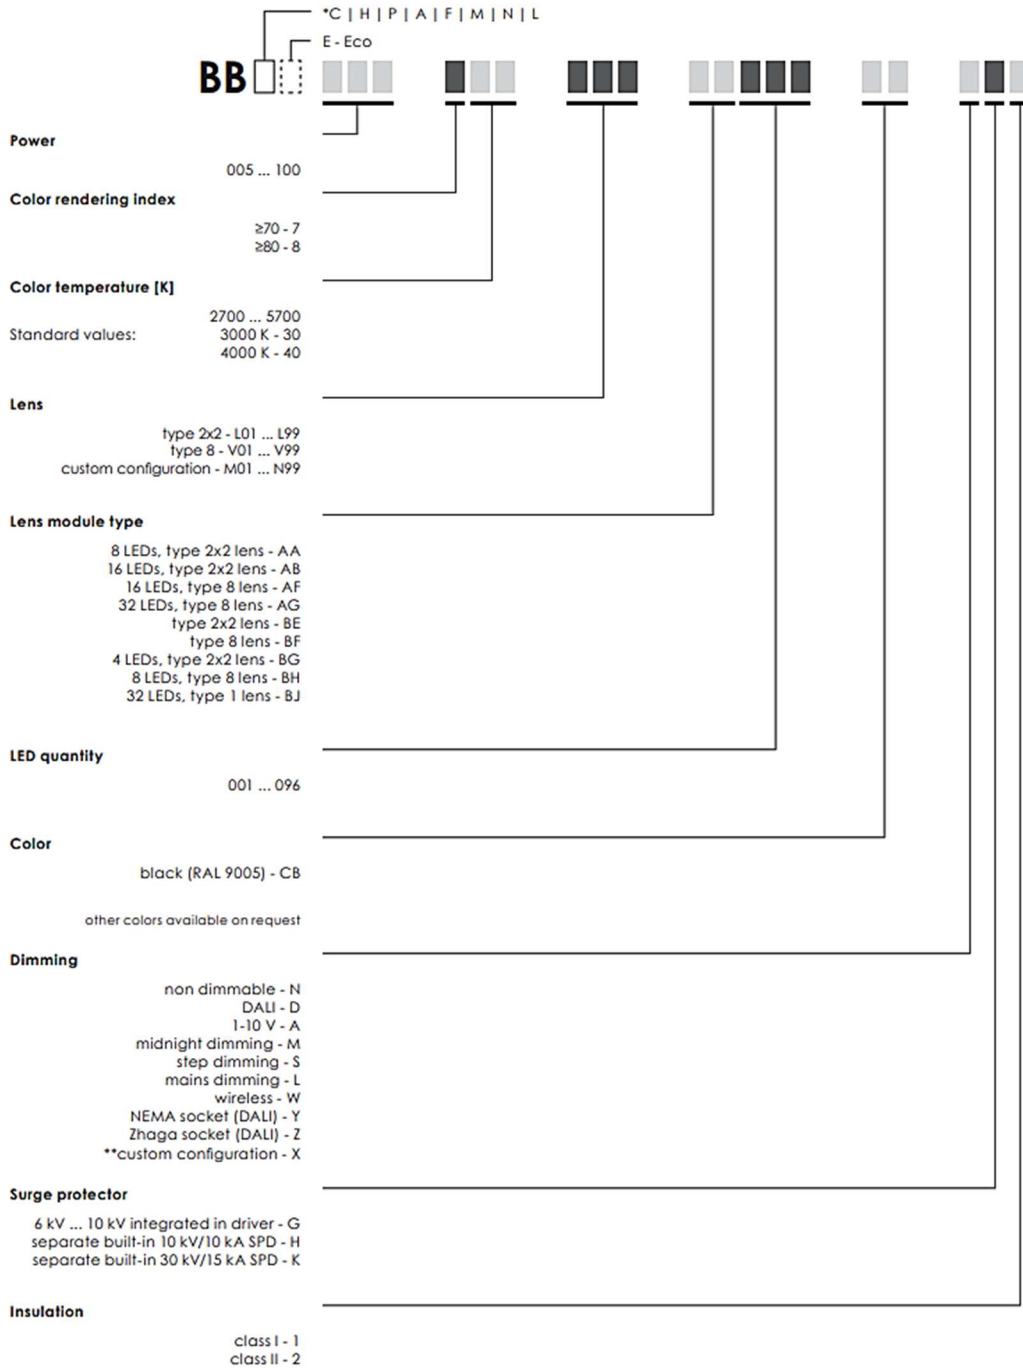 *C | H | P | A | F | M | N | L
E - Eco
BB
Power
005 ... 100
Color rendering index
≥70 - 7
≥80 - 8
Color temperature [K]
2700 ... 5700
Standard values: 3000 K - 30
4000 K - 40
Lens
type 2x2 - L01 ... L99
type 8 - V01 ... V99
custom configuration - M01 ... N99
Lens module type
8 LEDs, type 2x2 lens - AA
16 LEDs, type 2x2 lens - AB
16 LEDs, type 8 lens - AF
32 LEDs, type 8 lens - AG
type 2x2 lens - BE
type 8 lens - BF
4 LEDs, type 2x2 lens - BG
8 LEDs, type 8 lens - BH
32 LEDs, type 1 lens - BJ
LED quantity
001 ... 096
Color
black (RAL 9005) - CB
other colors available on request
Dimming
non dimmable - N
DALI - D
1-10 V - A
midnight dimming - M
step dimming - S
mains dimming - L
wireless - W
NEMA socket (DALI) - Y
Zhaga socket (DALI) - Z
**custom configuration - X
Surge protector
6 kV ... 10 kV integrated in driver - G
separate built-in 10 kV/10 kA SPD - H
separate built-in 30 kV/15 kA SPD - K
Insulation
class I - 1
class II - 2